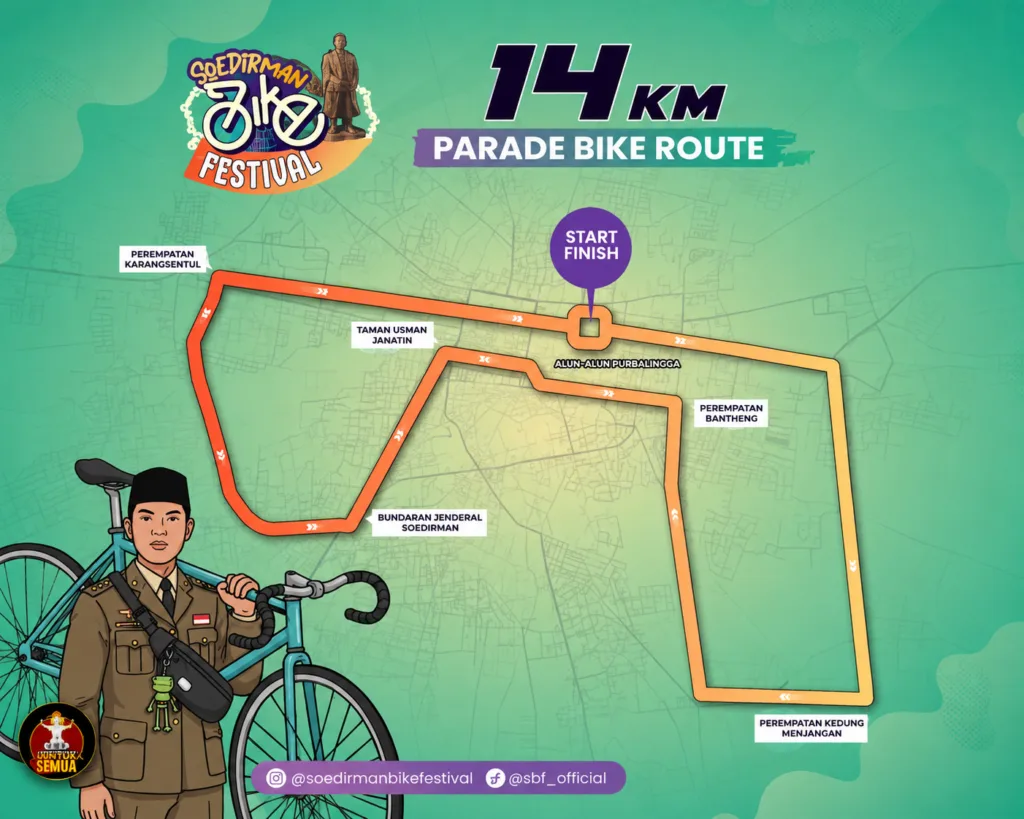 SOEDIRMAN
Bike
FESTIVAL
14 KM
PARADE BIKE ROUTE
START
FINISH
PEREMPATAN
KARANGSENTUL
TAMAN USMAN
JANATIN
ALUN-ALUN PURBALINGGA
PEREMPATAN
BANTHENG
BUNDARAN JENDERAL
SOEDIRMAN
PEREMPATAN KEDUNG
MENJANGAN
SEMUA
@soedirmanbikefestival
@sbf_official